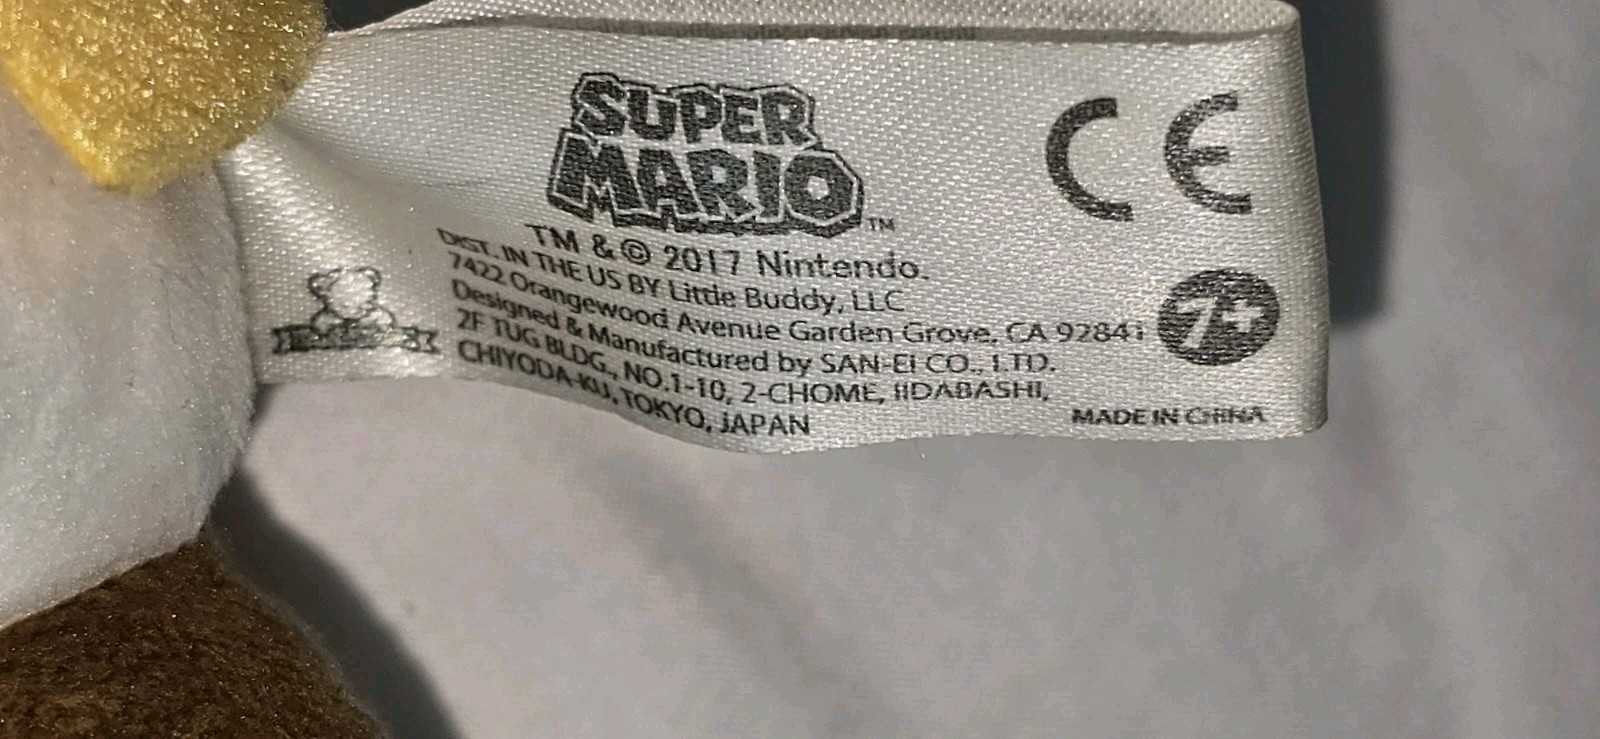 SUPER
MARIO™
CE
TM & © 2017 Nintendo.
DIST. IN THE US BY Little Buddy, LLC
7422 Orangewood Avenue Garden Grove, CA 92841
Designed & Manufactured by SAN-EI CO., LTD.
2F TUG BLDG., NO.1-10, 2-CHOME, IIDABASHI,
CHIYODA-KU, TOKYO, JAPAN
7+
MADE IN CHINA